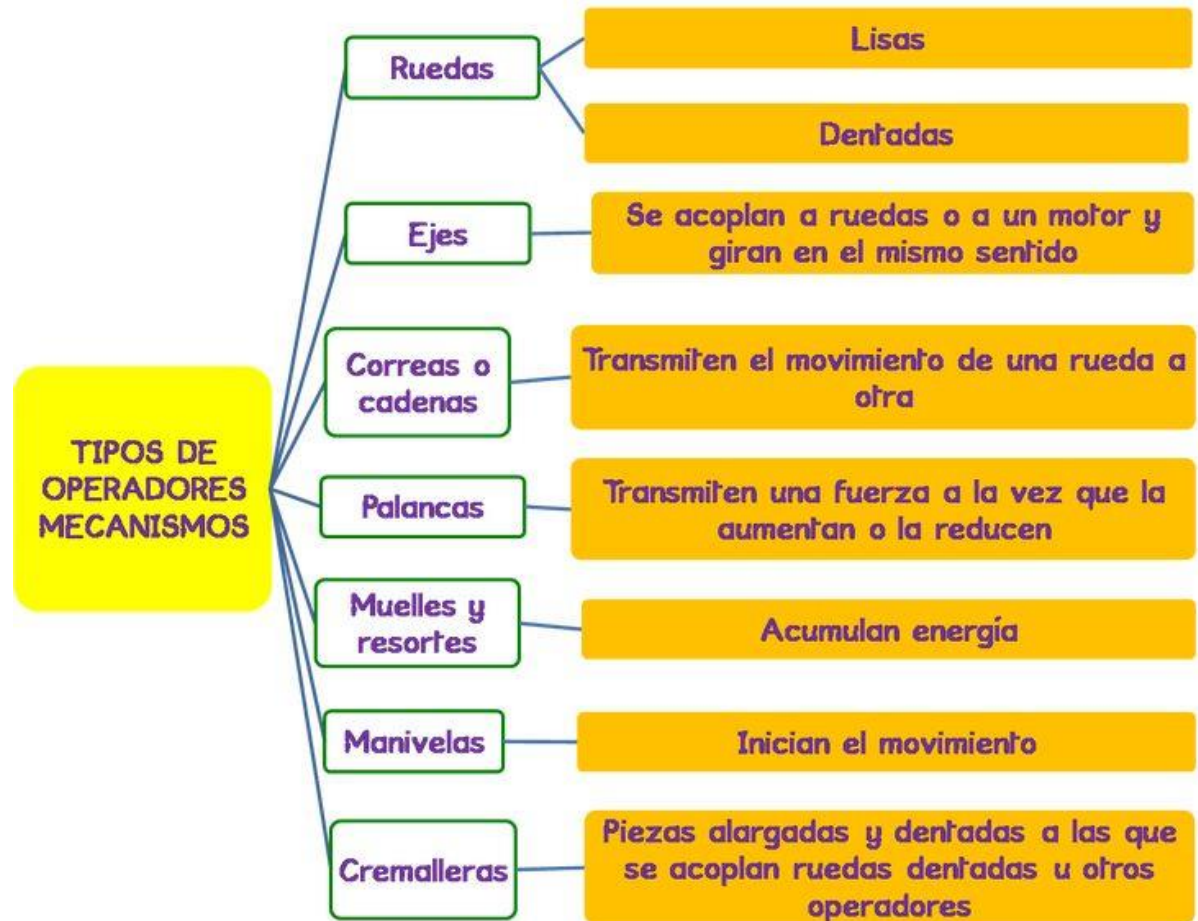 TIPOS DE
OPERADORES
MECANISMOS
Ruedas
Lisas
Dentadas
Ejes
Se acoplan a ruedas o a un motor y
giran en el mismo sentido
Correas o
cadenas
Transmiten el movimiento de una rueda a
otra
Palancas
Transmiten una fuerza a la vez que la
aumentan o la reducen
Muelles y
resortes
Acumulan energía
Manivelas
Inician el movimiento
Cremalleras
Piezas alargadas y dentadas a las que
se acoplan ruedas dentadas u otros
operadores